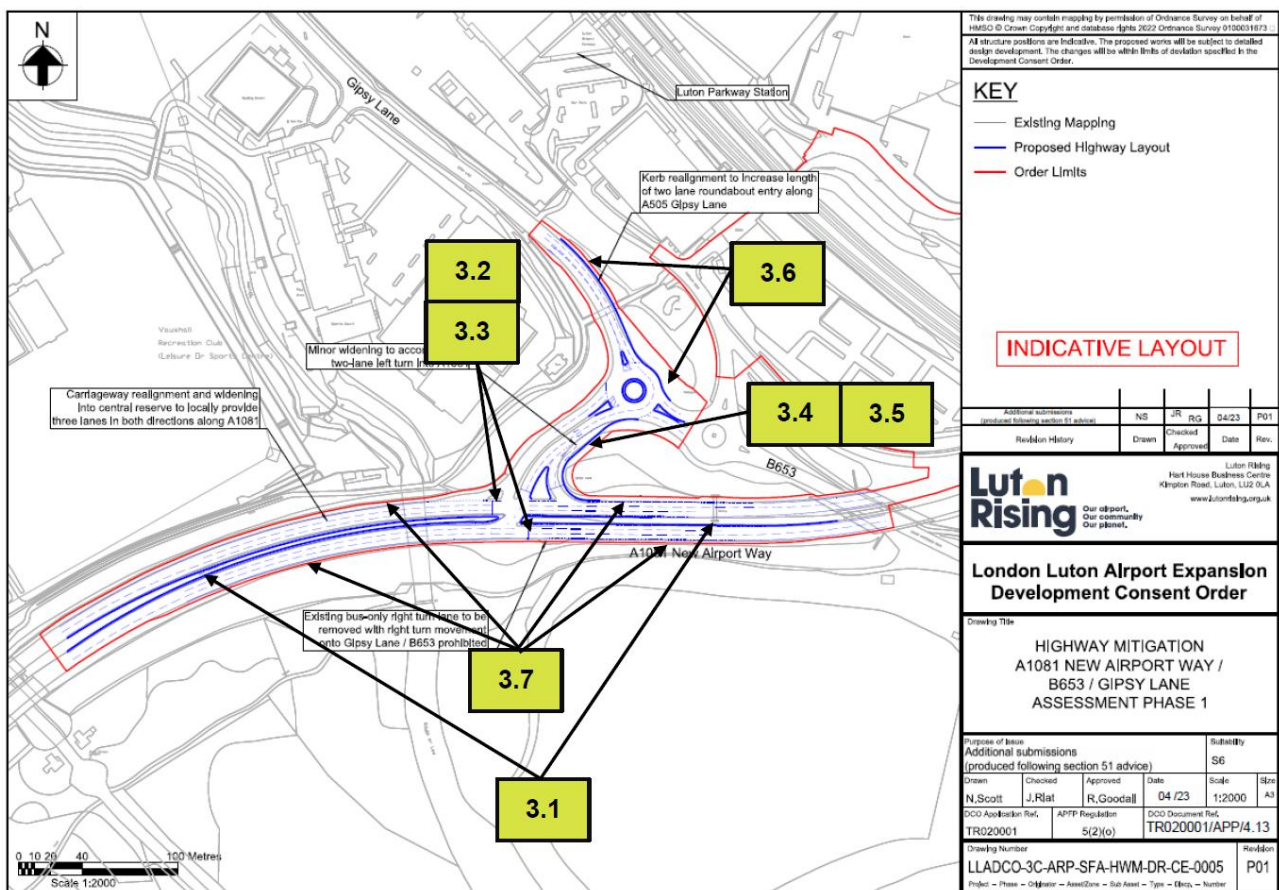 N
Gipsy Lane
Luton Parkway Station
Kerb realignment to increase length
of two lane roundabout entry along
A505 Gipsy Lane
3.2
3.3
3.6
Vauxhall
Recreation Club
(Leisure Or Sports Centre)
Minor widening to
two-lane left turn
Carriageway realignment and widening
into central reserve to locally provide
three lanes in both directions along A1081
3.4
3.5
B653
A1081 New Airport Way
Existing bus-only right turn lane to be
removed with right turn movement
onto Gipsy Lane / B653 prohibited
3.7
3.1
0 10 20 40 100 Metres
Scale 1:2000
This drawing may contain mapping by permission of Ordnance Survey on behalf of
HMSO © Crown Copyright and database rights 2022 Ordnance Survey 0100031673
All structure positions are indicative. The proposed works will be subject to detailed
design development. The changes will be within limits of deviation specified in the
Development Consent Order.
KEY
Existing Mapping
Proposed Highway Layout
Order Limits
INDICATIVE LAYOUT
Additional submissions
(produced following section 51 advice)
NS JR RG 04/23 P01
Revision History Drawn Checked Approved Date Rev.
Luton
Rising
Our airport.
Our community
Our planet.
Luton Rising
Hart House Business Centre
Kimpton Road, Luton, LU2 0LA
www.lutonrising.org.uk
London Luton Airport Expansion
Development Consent Order
Drawing Title
HIGHWAY MITIGATION
A1081 NEW AIRPORT WAY /
B653 / GIPSY LANE
ASSESSMENT PHASE 1
Purpose of Issue
Additional submissions
(produced following section 51 advice)
Suitability
S6
Drawn Checked Approved Date Scale Size
N.Scott J.Riat R.Goodall 04 /23 1:2000 A3
DCO Application Ref. APFP Regulation DCO Document Ref.
TR020001 5(2)(o) TR020001/APP/4.13
Drawing Number Revision
LLADCO-3C-ARP-SFA-HWM-DR-CE-0005 P01
Project – Phase – Originator – Asset/Zone – Sub Asset – Type – Discp. – Number